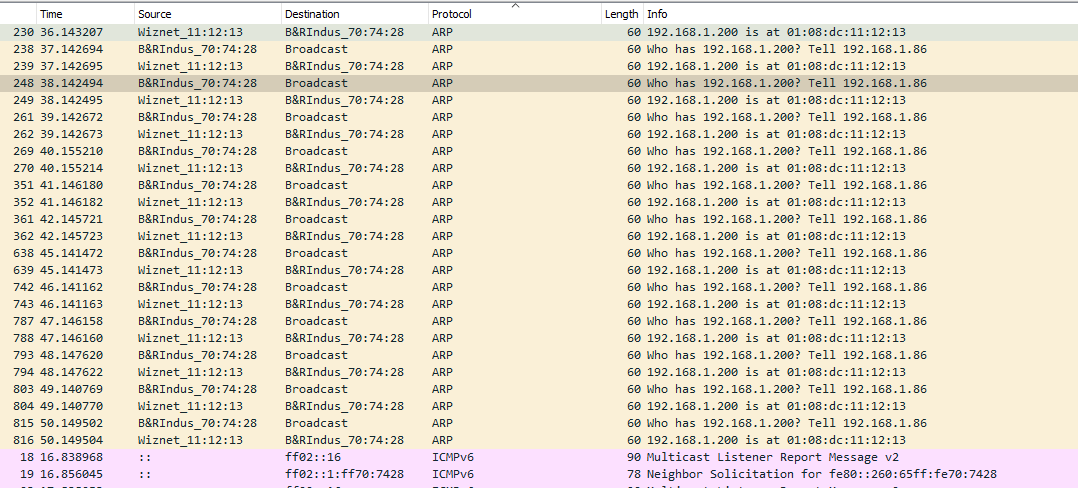 Time Source Destination Protocol Length Info
230 36.143207 Wiznet_11:12:13 B&RIndus_70:74:28 ARP 60 192.168.1.200 is at 01:08:dc:11:12:13
238 37.142694 B&RIndus_70:74:28 Broadcast ARP 60 Who has 192.168.1.200? Tell 192.168.1.86
239 37.142695 Wiznet_11:12:13 B&RIndus_70:74:28 ARP 60 192.168.1.200 is at 01:08:dc:11:12:13
248 38.142494 B&RIndus_70:74:28 Broadcast ARP 60 Who has 192.168.1.200? Tell 192.168.1.86
249 38.142495 Wiznet_11:12:13 B&RIndus_70:74:28 ARP 60 192.168.1.200 is at 01:08:dc:11:12:13
261 39.142672 B&RIndus_70:74:28 Broadcast ARP 60 Who has 192.168.1.200? Tell 192.168.1.86
262 39.142673 Wiznet_11:12:13 B&RIndus_70:74:28 ARP 60 192.168.1.200 is at 01:08:dc:11:12:13
269 40.155210 B&RIndus_70:74:28 Broadcast ARP 60 Who has 192.168.1.200? Tell 192.168.1.86
270 40.155214 Wiznet_11:12:13 B&RIndus_70:74:28 ARP 60 192.168.1.200 is at 01:08:dc:11:12:13
351 41.146180 B&RIndus_70:74:28 Broadcast ARP 60 Who has 192.168.1.200? Tell 192.168.1.86
352 41.146182 Wiznet_11:12:13 B&RIndus_70:74:28 ARP 60 192.168.1.200 is at 01:08:dc:11:12:13
361 42.145721 B&RIndus_70:74:28 Broadcast ARP 60 Who has 192.168.1.200? Tell 192.168.1.86
362 42.145723 Wiznet_11:12:13 B&RIndus_70:74:28 ARP 60 192.168.1.200 is at 01:08:dc:11:12:13
638 45.141472 B&RIndus_70:74:28 Broadcast ARP 60 Who has 192.168.1.200? Tell 192.168.1.86
639 45.141473 Wiznet_11:12:13 B&RIndus_70:74:28 ARP 60 192.168.1.200 is at 01:08:dc:11:12:13
742 46.141162 B&RIndus_70:74:28 Broadcast ARP 60 Who has 192.168.1.200? Tell 192.168.1.86
743 46.141163 Wiznet_11:12:13 B&RIndus_70:74:28 ARP 60 192.168.1.200 is at 01:08:dc:11:12:13
787 47.146158 B&RIndus_70:74:28 Broadcast ARP 60 Who has 192.168.1.200? Tell 192.168.1.86
788 47.146160 Wiznet_11:12:13 B&RIndus_70:74:28 ARP 60 192.168.1.200 is at 01:08:dc:11:12:13
793 48.147620 B&RIndus_70:74:28 Broadcast ARP 60 Who has 192.168.1.200? Tell 192.168.1.86
794 48.147622 Wiznet_11:12:13 B&RIndus_70:74:28 ARP 60 192.168.1.200 is at 01:08:dc:11:12:13
803 49.140769 B&RIndus_70:74:28 Broadcast ARP 60 Who has 192.168.1.200? Tell 192.168.1.86
804 49.140770 Wiznet_11:12:13 B&RIndus_70:74:28 ARP 60 192.168.1.200 is at 01:08:dc:11:12:13
815 50.149502 B&RIndus_70:74:28 Broadcast ARP 60 Who has 192.168.1.200? Tell 192.168.1.86
816 50.149504 Wiznet_11:12:13 B&RIndus_70:74:28 ARP 60 192.168.1.200 is at 01:08:dc:11:12:13
18 16.838968 :: ff02::16 ICMPv6 90 Multicast Listener Report Message v2
19 16.856045 :: ff02::1:ff70:7428 ICMPv6 78 Neighbor Solicitation for fe80::260:65ff:fe70:7428